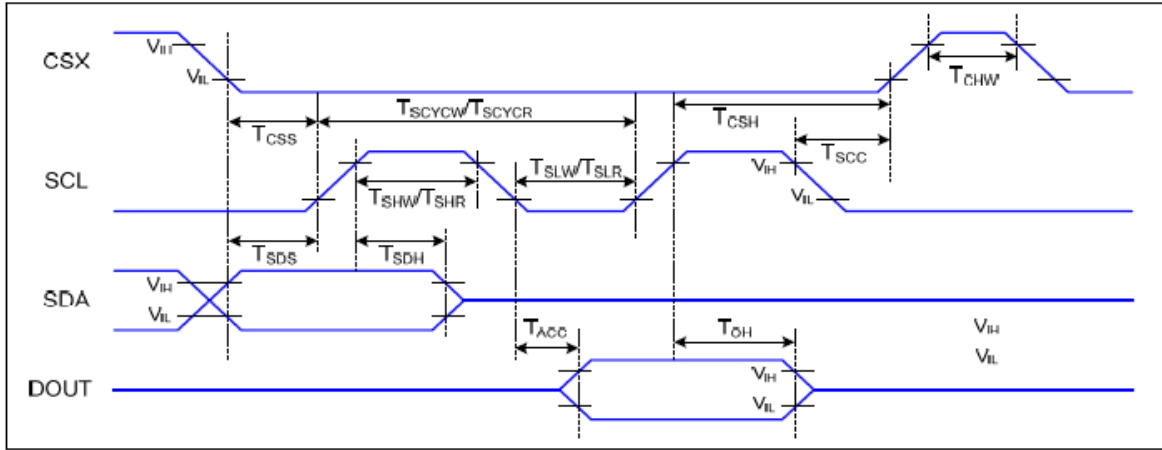 CSX
VIH
VIL
TCHW
TSCYCW/TSCYCR
TCSS
TCSH
TSCC
SCL
TSHW/TSHR
TSLW/TSLR
VIH
VIL
TSDS
TSDH
SDA
VIH
VIL
TACC
TOH
VIH
VIL
DOUT
VIH
VIL